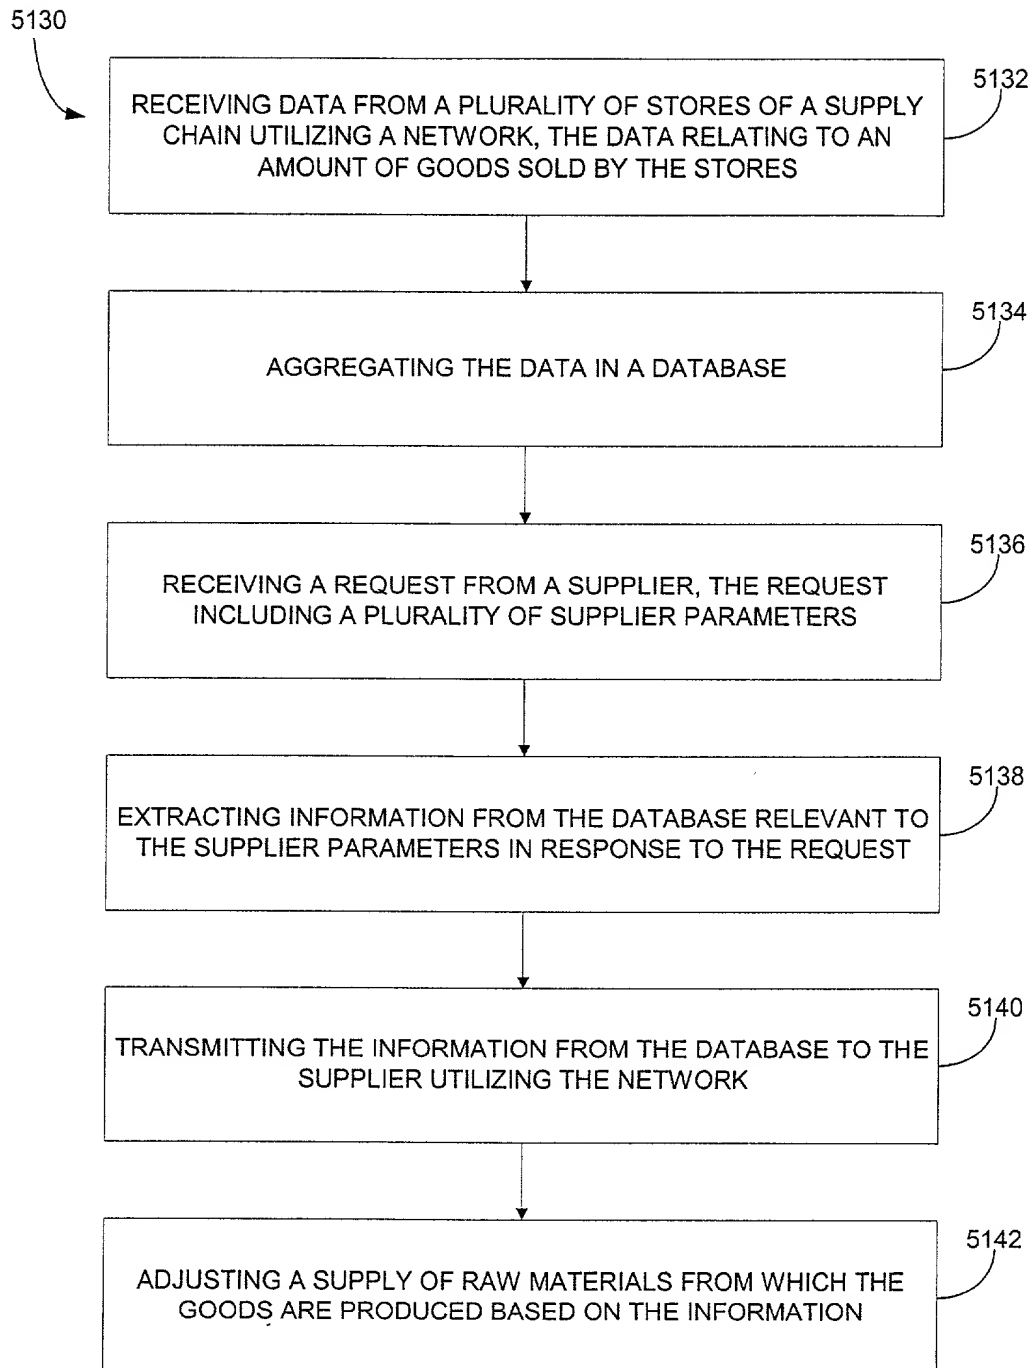 5130
5132
RECEIVING DATA FROM A PLURALITY OF STORES OF A SUPPLY
CHAIN UTILIZING A NETWORK, THE DATA RELATING TO AN
AMOUNT OF GOODS SOLD BY THE STORES
5134
AGGREGATING THE DATA IN A DATABASE
5136
RECEIVING A REQUEST FROM A SUPPLIER, THE REQUEST
INCLUDING A PLURALITY OF SUPPLIER PARAMETERS
5138
EXTRACTING INFORMATION FROM THE DATABASE RELEVANT TO
THE SUPPLIER PARAMETERS IN RESPONSE TO THE REQUEST
5140
TRANSMITTING THE INFORMATION FROM THE DATABASE TO THE
SUPPLIER UTILIZING THE NETWORK
5142
ADJUSTING A SUPPLY OF RAW MATERIALS FROM WHICH THE
GOODS ARE PRODUCED BASED ON THE INFORMATION